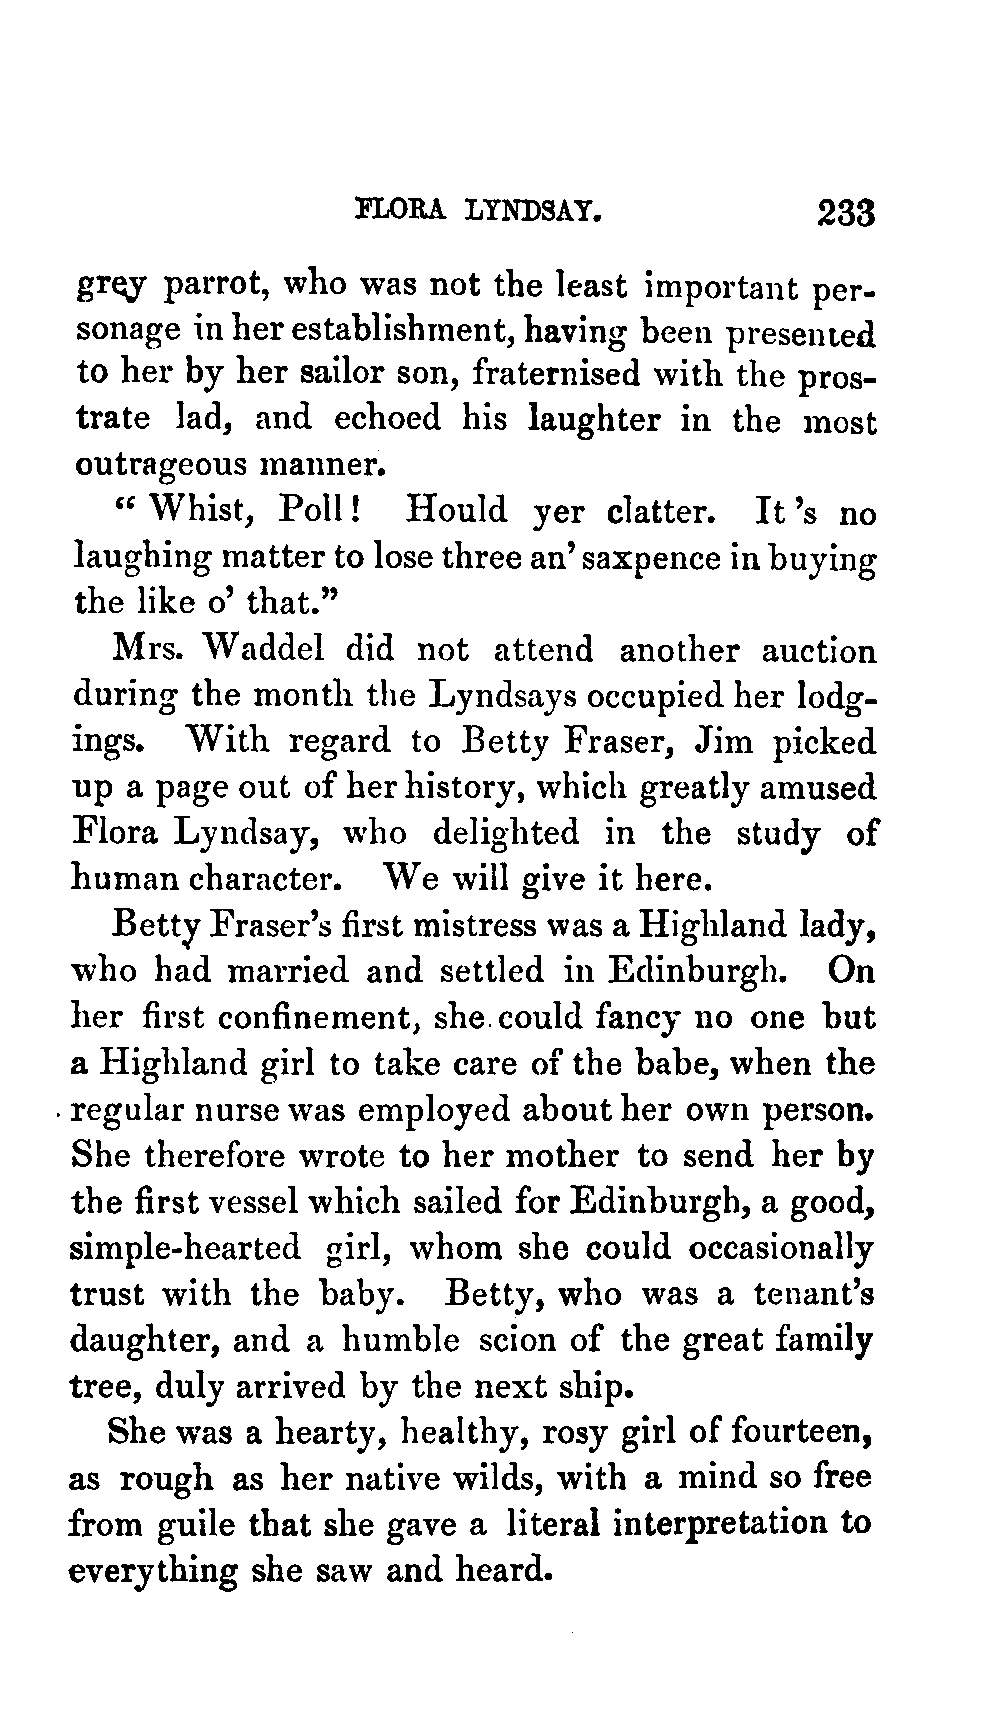 FLORA LYNDSAY. 233
grey parrot, who was not the least important per-
sonage in her establishment, having been presented
to her by her sailor son, fraternised with the pros-
trate lad, and echoed his laughter in the most
outrageous manner.
“ Whist, Poll! Hould yer clatter. It 's no
laughing matter to lose three an' saxpence in buying
the like o' that.”
Mrs. Waddel did not attend another auction
during the month the Lyndsays occupied her lodg-
ings. With regard to Betty Fraser, Jim picked
up a page out of her history, which greatly amused
Flora Lyndsay, who delighted in the study of
human character. We will give it here.
Betty Fraser's first mistress was a Highland lady,
who had married and settled in Edinburgh. On
her first confinement, she could fancy no one but
a Highland girl to take care of the babe, when the
regular nurse was employed about her own person.
She therefore wrote to her mother to send her by
the first vessel which sailed for Edinburgh, a good,
simple-hearted girl, whom she could occasionally
trust with the baby. Betty, who was a tenant's
daughter, and a humble scion of the great family
tree, duly arrived by the next ship.
She was a hearty, healthy, rosy girl of fourteen,
as rough as her native wilds, with a mind so free
from guile that she gave a literal interpretation to
everything she saw and heard.